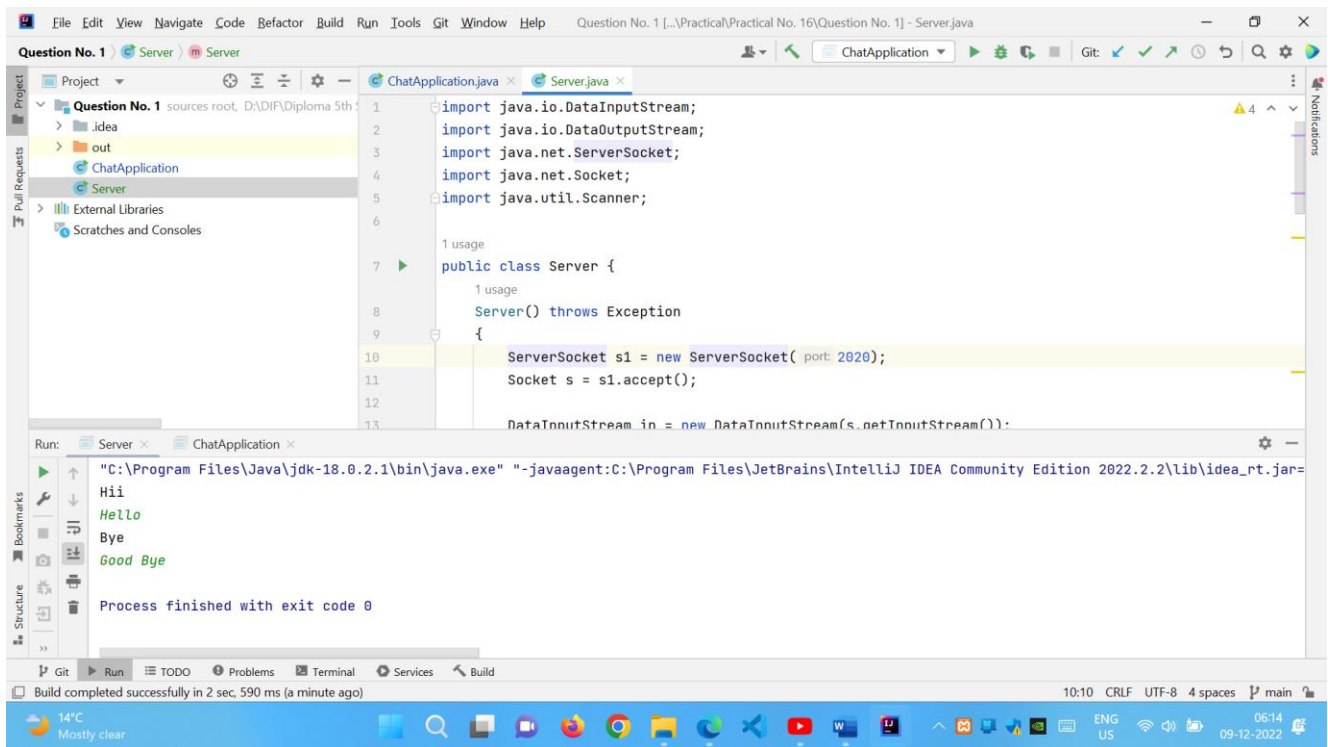 File Edit View Navigate Code Refactor Build Run Tools Git Window Help Question No. 1 [...\Practical\Practical No. 16\Question No. 1] - Server.java
Question No. 1 Server Server ChatApplication Git:
Project Project ChatApplication.java Server.java
Question No. 1 sources root, D:\DIF\Diploma 5th 1 import java.io.DataInputStream; 4
.idea 2 import java.io.DataOutputStream; Notifications
out 3 import java.net.ServerSocket;
Pull Requests ChatApplication 4 import java.net.Socket;
Server 5 import java.util.Scanner;
External Libraries 6
Scratches and Consoles
1 usage
7 public class Server {
1 usage
8 Server() throws Exception
9 {
10 ServerSocket s1 = new ServerSocket( port: 2020);
11 Socket s = s1.accept();
12
13 DataInputStream in = new DataInputStream(s.getInputStream());
Run: Server ChatApplication
"C:\Program Files\Java\jdk-18.0.2.1\bin\java.exe" "-javaagent:C:\Program Files\JetBrains\IntelliJ IDEA Community Edition 2022.2.2\lib\idea_rt.jar=
Hii
Hello
Bookmarks Bye
Good Bye
Structure Process finished with exit code 0
Git Run TODO Problems Terminal Services Build
Build completed successfully in 2 sec, 590 ms (a minute ago) 10:10 CRLF UTF-8 4 spaces main
14°C ENG 06:14
Mostly clear US 09-12-2022